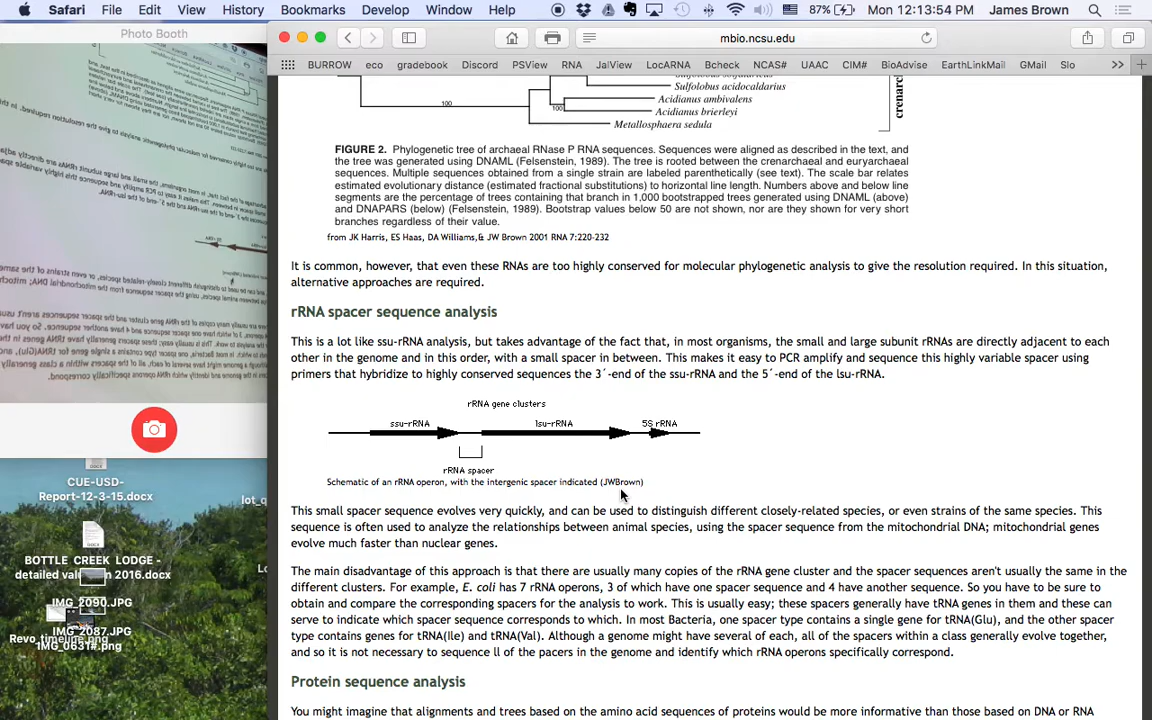 Safari File Edit View History Bookmarks Develop Window Help 87% Mon 12:13:54 PM James Brown
Photo Booth
mbio.ncsu.edu
BURROW eco gradebook Discord PSView RNA JalView LocARNA Bcheck NCAS# UAAC CIM# BioAdvise EarthLinkMail GMail Slo
Sulfolobus acidocaldarius
100
Acidianus ambivalens
100
Acidianus brierleyi
Metallosphaera sedula
crenarc
FIGURE 2. Phylogenetic tree of archaeal RNase P RNA sequences. Sequences were aligned as described in the text, and
the tree was generated using DNAML (Felsenstein, 1989). The tree is rooted between the crenarchaeal and euryarchaeal
sequences. Multiple sequences obtained from a single strain are labeled parenthetically (see text). The scale bar relates
estimated evolutionary distance (estimated fractional substitutions) to horizontal line length. Numbers above and below line
segments are the percentage of trees containing that branch in 1,000 bootstrapped trees generated using DNAML (above)
and DNAPARS (below) (Felsenstein, 1989). Bootstrap values below 50 are not shown, nor are they shown for very short
branches regardless of their value.
from JK Harris, ES Haas, DA Williams,& JW Brown 2001 RNA 7:220-232
It is common, however, that even these RNAs are too highly conserved for molecular phylogenetic analysis to give the resolution required. In this situation,
alternative approaches are required.
rRNA spacer sequence analysis
This is a lot like ssu-rRNA analysis, but takes advantage of the fact that, in most organisms, the small and large subunit rRNAs are directly adjacent to each
other in the genome and in this order, with a small spacer in between. This makes it easy to PCR amplify and sequence this highly variable spacer using
primers that hybridize to highly conserved sequences the 3´-end of the ssu-rRNA and the 5´-end of the lsu-rRNA.
rRNA gene clusters
ssu-rRNA lsu-rRNA 5S rRNA
rRNA spacer
Schematic of an rRNA operon, with the intergenic spacer indicated (JWBrown)
This small spacer sequence evolves very quickly, and can be used to distinguish different closely-related species, or even strains of the same species. This
sequence is often used to analyze the relationships between animal species, using the spacer sequence from the mitochondrial DNA; mitochondrial genes
evolve much faster than nuclear genes.
The main disadvantage of this approach is that there are usually many copies of the rRNA gene cluster and the spacer sequences aren't usually the same in the
different clusters. For example, E. coli has 7 rRNA operons, 3 of which have one spacer sequence and 4 have another sequence. So you have to be sure to
obtain and compare the corresponding spacers for the analysis to work. This is usually easy; these spacers generally have tRNA genes in them and these can
serve to indicate which spacer sequence corresponds to which. In most Bacteria, one spacer type contains a single gene for tRNA(Glu), and the other spacer
type contains genes for tRNA(Ile) and tRNA(Val). Although a genome might have several of each, all of the spacers within a class generally evolve together,
and so it is not necessary to sequence ll of the pacers in the genome and identify which rRNA operons specifically correspond.
Protein sequence analysis
You might imagine that alignments and trees based on the amino acid sequences of proteins would be more informative than those based on DNA or RNA
DOCX
CUE-USD-
Report-12-3-15.docx
lot_q
DOCX
BOTTLE CREEK LODGE -
2016.docx
IMG_2090.JPG
IMG_2087.JPG
Revo_timeline.png
IMG_0631#.png